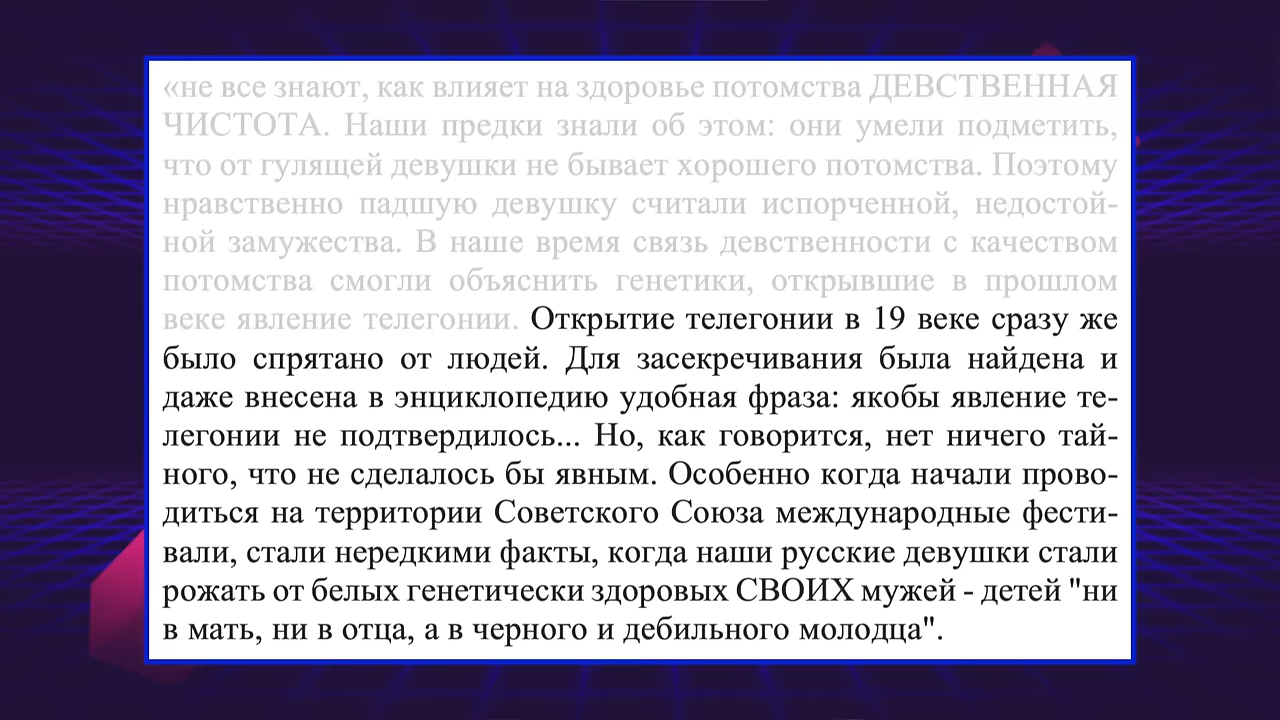 «не все знают, как влияет на здоровье потомства ДЕВСТВЕННАЯ
ЧИСТОТА. Наши предки знали об этом: они умели подметить,
что от гулящей девушки не бывает хорошего потомства. Поэтому
нравственно падшую девушку считали испорченной, недостой-
ной замужества. В наше время связь девственности с качеством
потомства смогли объяснить генетики, открывшие в прошлом
веке явление телегонии. Открытие телегонии в 19 веке сразу же
было спрятано от людей. Для засекречивания была найдена и
даже внесена в энциклопедию удобная фраза: якобы явление те-
легонии не подтвердилось... Но, как говорится, нет ничего тай-
ного, что не сделалось бы явным. Особенно когда начали прово-
диться на территории Советского Союза международные фести-
вали, стали нередкими факты, когда наши русские девушки стали
рожать от белых генетически здоровых СВОИХ мужей - детей "ни
в мать, ни в отца, а в черного и дебильного молодца".